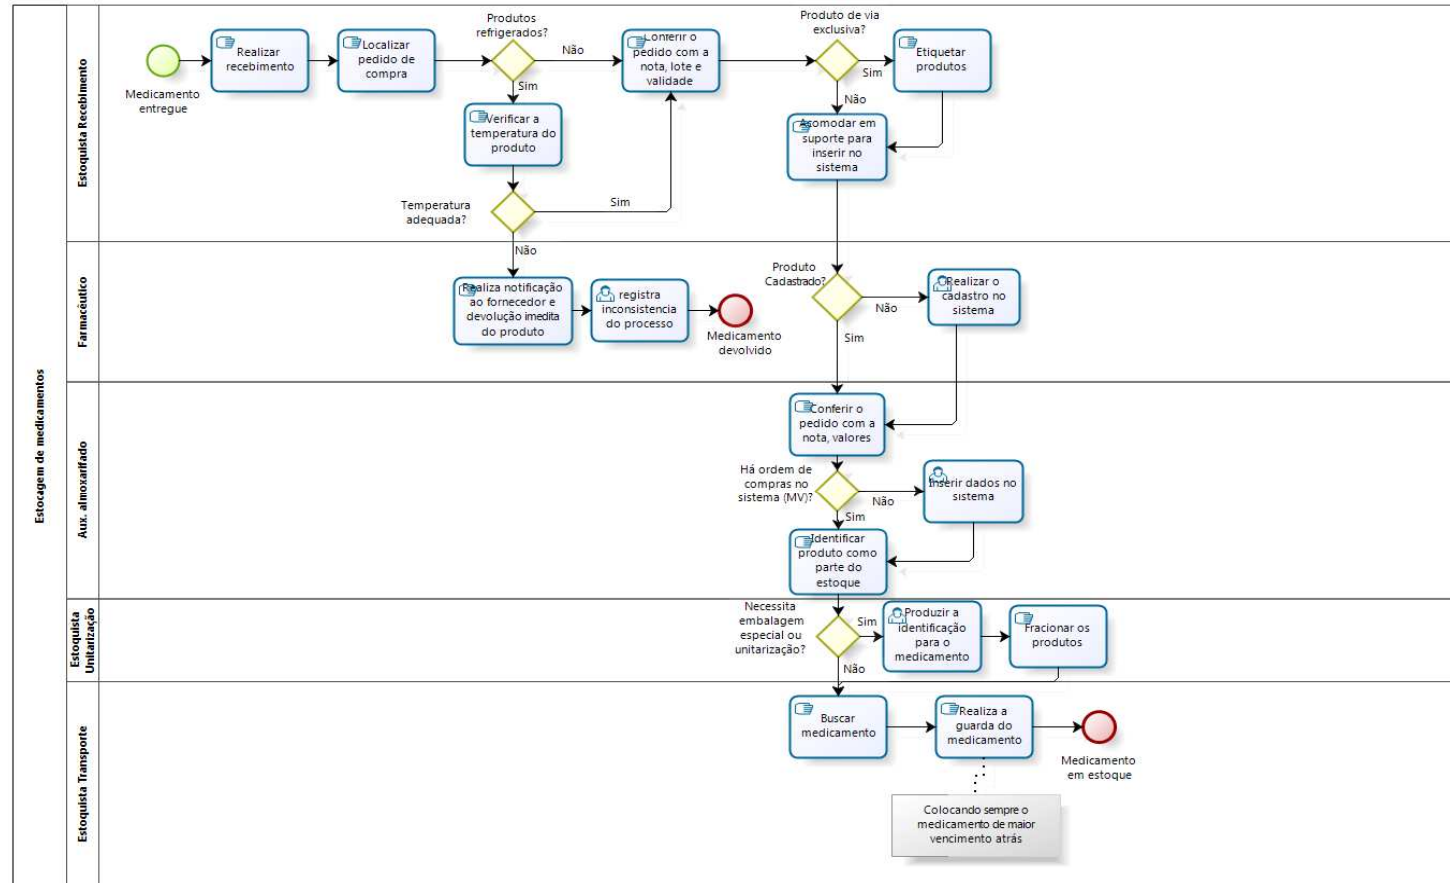 Estocagem de medicamentos
Estoquista Recebimento
Medicamento
entregue
Realizar
recebimento
Localizar
pedido de
compra
Produtos
refrigerados?
Não
Sim
Verificar a
temperatura do
produto
Temperatura
adequada?
Sim
Não
Conferir o
pedido com a
nota, lote e
validade
Produto de via
exclusiva?
Sim
Não
Etiquetar
produtos
Acomodar em
suporte para
inserir no
sistema
Farmacêutico
Realiza notificação
ao fornecedor e
devolução imedita
do produto
registra
inconsistencia
do processo
Medicamento
devolvido
Produto
Cadastrado?
Não
Sim
Realizar o
cadastro no
sistema
Aux. almoxarifado
Conferir o
pedido com a
nota, valores
Há ordem de
compras no
sistema (MV)?
Não
Sim
Inserir dados no
sistema
Identificar
produto como
parte do
estoque
Estoquista
Unitarização
Necessita
embalagem
especial ou
unitarização?
Sim
Não
Produzir a
identificação
para o
medicamento
Fracionar os
produtos
Estoquista Transporte
Buscar
medicamento
Realiza a
guarda do
medicamento
Medicamento
em estoque
Colocando sempre o
medicamento de maior
vencimento atrás